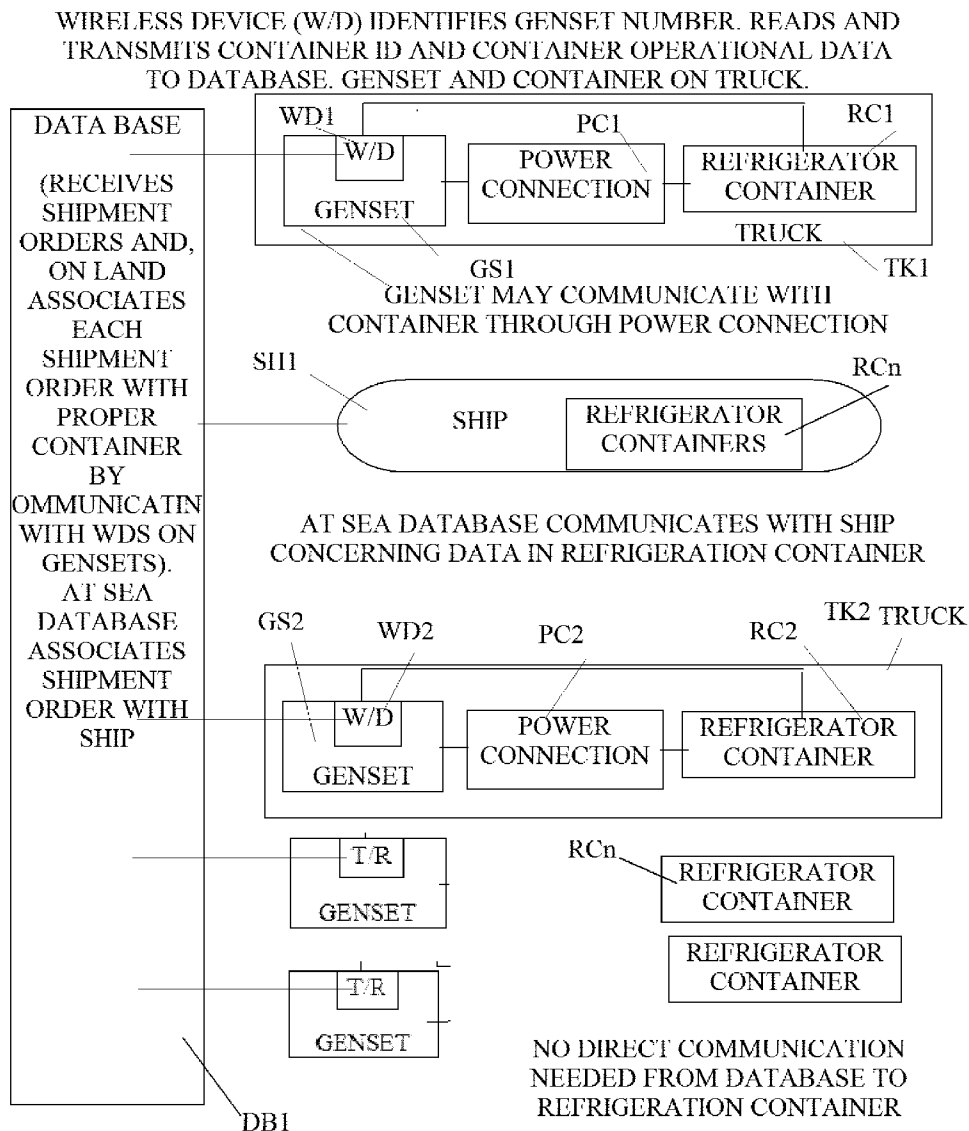 WIRELESS DEVICE (W/D) IDENTIFIES GENSET NUMBER. READS AND
TRANSMITS CONTAINER ID AND CONTAINER OPERATIONAL DATA
TO DATABASE. GENSET AND CONTAINER ON TRUCK.
DATA BASE
(RECEIVES
SHIPMENT
ORDERS AND,
ON LAND
ASSOCIATES
EACH
SHIPMENT
ORDER WITH
PROPER
CONTAINER
BY
OMMUNICATIN
WITH WDS ON
GENSETS).
AT SEA
DATABASE
ASSOCIATES
SHIPMENT
ORDER WITH
SHIP
DB1
WD1
PC1
RC1
W/D
GENSET
POWER
CONNECTION
REFRIGERATOR
CONTAINER
TRUCK
GS1
TK1
GENSET MAY COMMUNICATE WITH
CONTAINER THROUGH POWER CONNECTION
SH1
RCn
SHIP
REFRIGERATOR
CONTAINERS
AT SEA DATABASE COMMUNICATES WITH SHIP
CONCERNING DATA IN REFRIGERATION CONTAINER
GS2
WD2
PC2
RC2
TK2 TRUCK
W/D
GENSET
POWER
CONNECTION
REFRIGERATOR
CONTAINER
T/R
GENSET
RCn
REFRIGERATOR
CONTAINER
REFRIGERATOR
CONTAINER
T/R
GENSET
NO DIRECT COMMUNICATION
NEEDED FROM DATABASE TO
REFRIGERATION CONTAINER